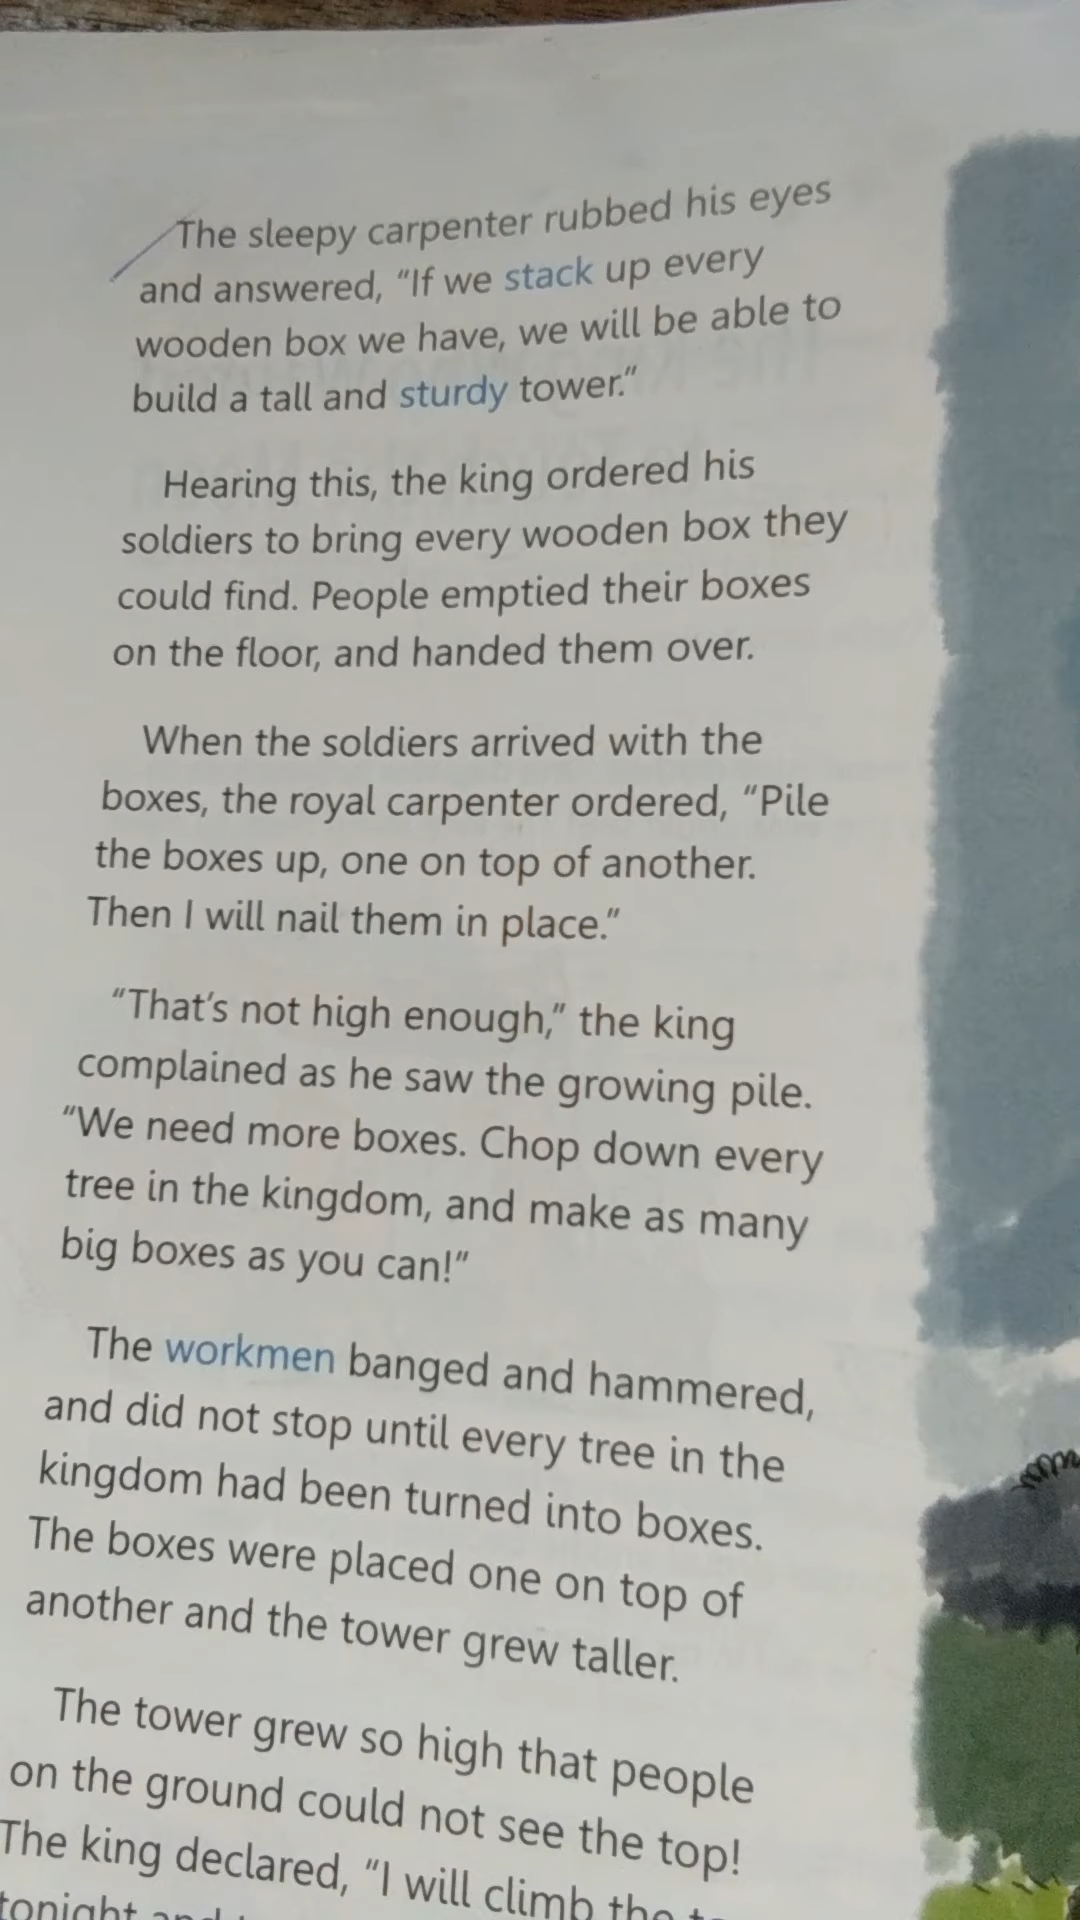 The sleepy carpenter rubbed his eyes
and answered, “If we stack up every
wooden box we have, we will be able to
build a tall and sturdy tower.”
Hearing this, the king ordered his
soldiers to bring every wooden box they
could find. People emptied their boxes
on the floor, and handed them over.
When the soldiers arrived with the
boxes, the royal carpenter ordered, “Pile
the boxes up, one on top of another.
Then I will nail them in place.”
“That’s not high enough,” the king
complained as he saw the growing pile.
“We need more boxes. Chop down every
tree in the kingdom, and make as many
big boxes as you can!”
The workmen banged and hammered,
and did not stop until every tree in the
kingdom had been turned into boxes.
The boxes were placed one on top of
another and the tower grew taller.
The tower grew so high that people
on the ground could not see the top!
The king declared, “I will climb the
tonight and